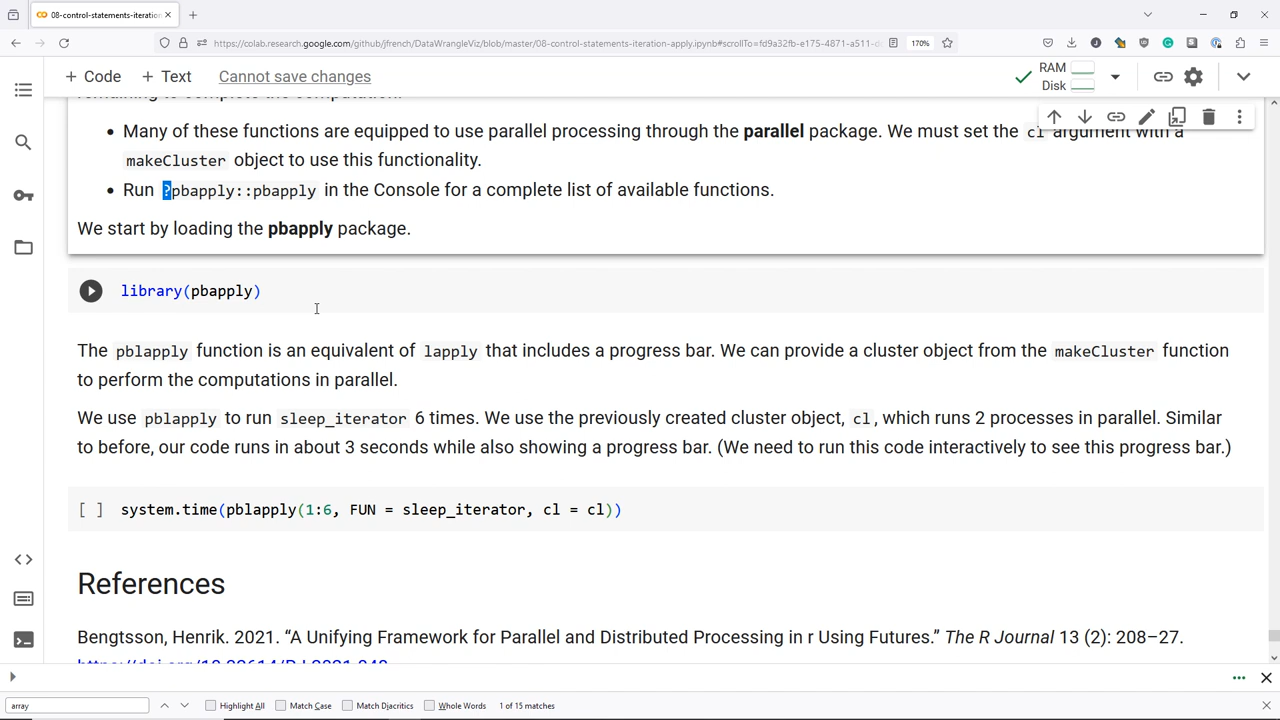 08-control-statements-iteration-
https://colab.research.google.com/github/jfrench/DataWrangleViz/blob/master/08-control-statements-iteration-apply.ipynb#scrollTo=fd9a32fb-e175-4871-a511-d
170%
+ Code + Text Cannot save changes
RAM
Disk
Many of these functions are equipped to use parallel processing through the parallel package. We must set the cl argument with a
makeCluster object to use this functionality.
Run ?pbapply::pbapply in the Console for a complete list of available functions.
We start by loading the pbapply package.
library(pbapply)
The pblapply function is an equivalent of lapply that includes a progress bar. We can provide a cluster object from the makeCluster function
to perform the computations in parallel.
We use pblapply to run sleep_iterator 6 times. We use the previously created cluster object, cl, which runs 2 processes in parallel. Similar
to before, our code runs in about 3 seconds while also showing a progress bar. (We need to run this code interactively to see this progress bar.)
[ ] system.time(pblapply(1:6, FUN = sleep_iterator, cl = cl))
References
Bengtsson, Henrik. 2021. “A Unifying Framework for Parallel and Distributed Processing in r Using Futures.” The R Journal 13 (2): 208–27.
array
Highlight All Match Case Match Diacritics Whole Words 1 of 15 matches